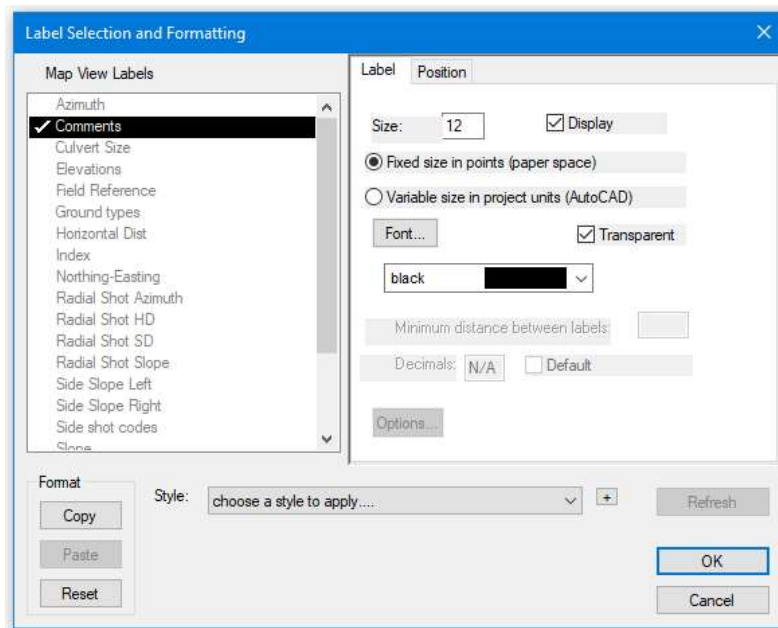 Label Selection and Formatting
Map View Labels
Azimuth
Comments
Culvert Size
Elevations
Field Reference
Ground types
Horizontal Dist
Index
Northing-Easting
Radial Shot Azimuth
Radial Shot HD
Radial Shot SD
Radial Shot Slope
Side Slope Left
Side Slope Right
Side shot codes
Slope
Label Position
Size: 12 Display
Fixed size in points (paper space)
Variable size in project units (AutoCAD)
Font... Transparent
black
Minimum distance between labels:
Decimals: N/A Default
Options...
Format
Copy
Paste
Reset
Style: choose a style to apply.... +
Refresh
OK
Cancel